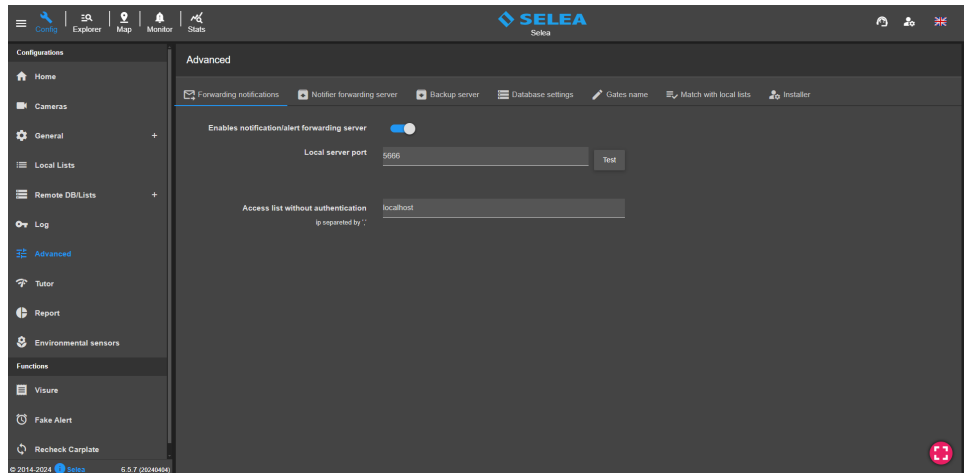 Config
Explorer
Map
Monitor
Stats
SELEA
Selea
Configurations
Home
Cameras
General +
Local Lists
Remote DB/Lists +
Log
Advanced
Tutor
Report
Environmental sensors
Functions
Visure
Fake Alert
Recheck Carplate
© 2014-2024 Selea 6.5.7 (20240404)
Advanced
Forwarding notifications
Notifier forwarding server
Backup server
Database settings
Gates name
Match with local lists
Installer
Enables notification/alert forwarding server
Local server port
5666
Test
Access list without authentication
localhost
ip separeted by ','